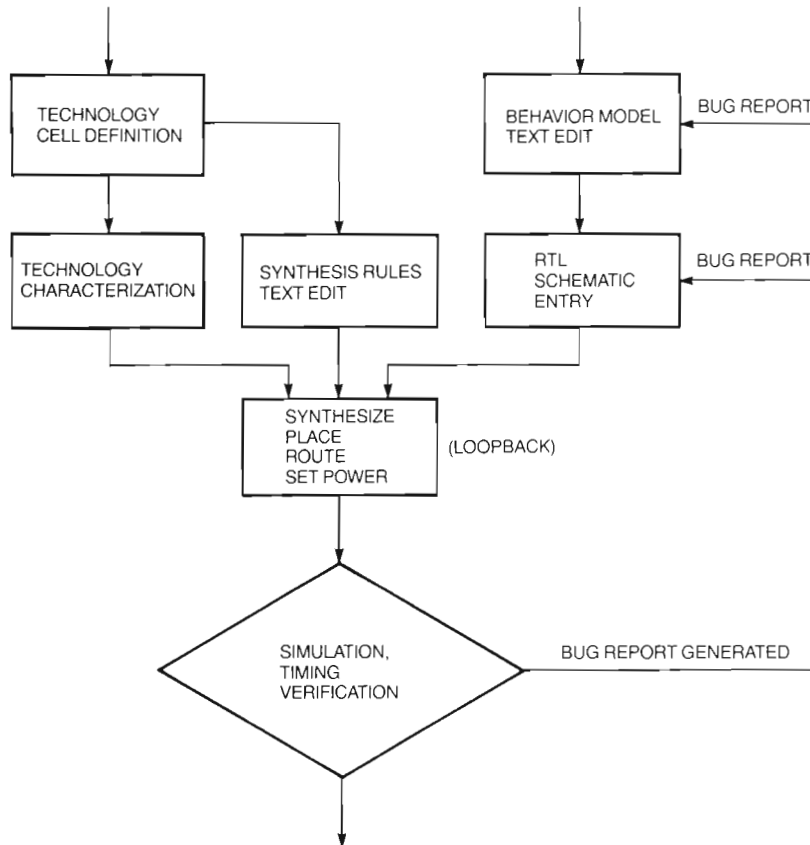 TECHNOLOGY
CELL DEFINITION
BEHAVIOR MODEL
TEXT EDIT
BUG REPORT
TECHNOLOGY
CHARACTERIZATION
SYNTHESIS RULES
TEXT EDIT
RTL
SCHEMATIC
ENTRY
BUG REPORT
SYNTHESIZE
PLACE
ROUTE
SET POWER
(LOOPBACK)
SIMULATION,
TIMING
VERIFICATION
BUG REPORT GENERATED